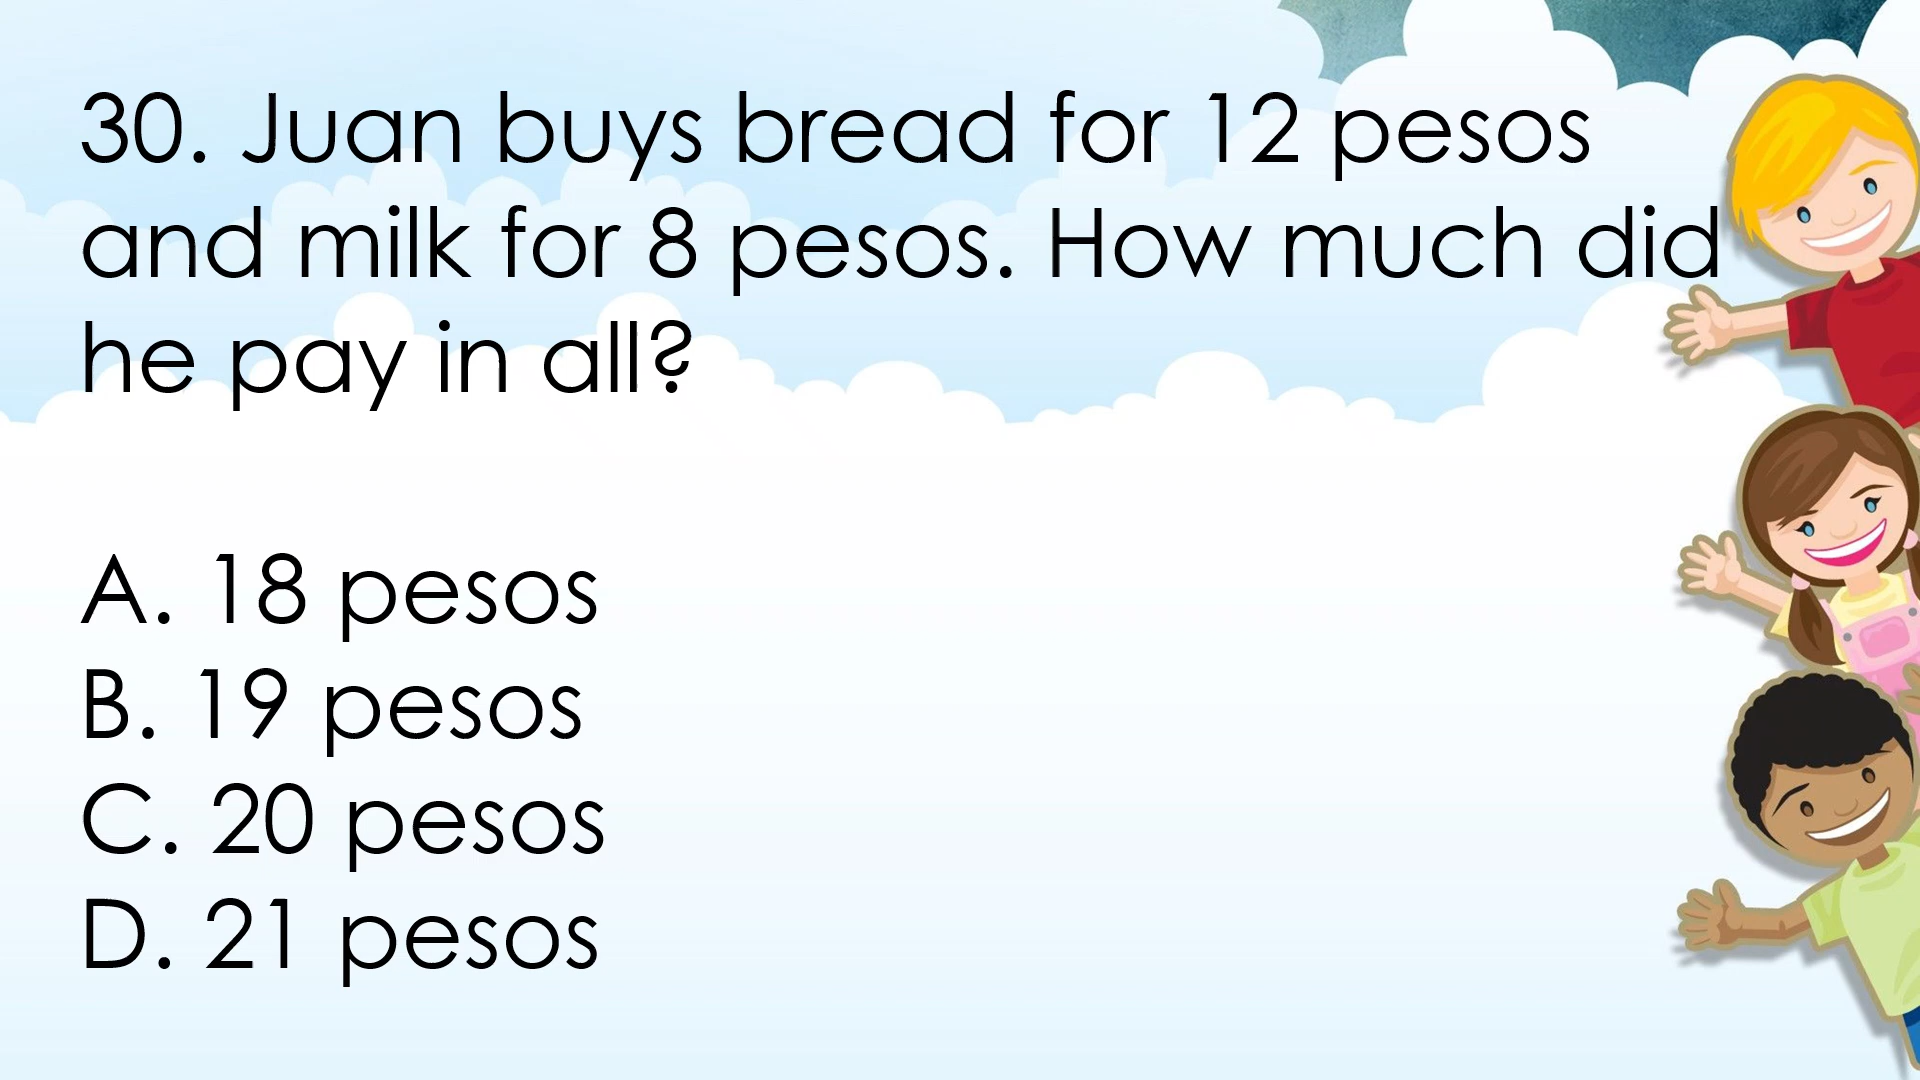 30. Juan buys bread for 12 pesos
and milk for 8 pesos. How much did
he pay in all?
A. 18 pesos
B. 19 pesos
C. 20 pesos
D. 21 pesos